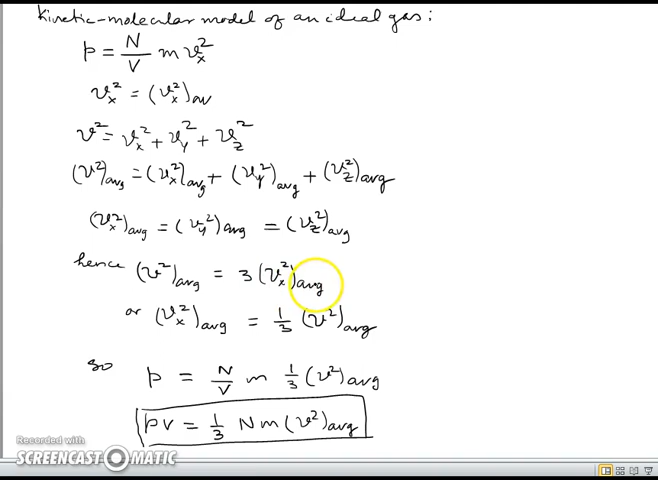 kinetic-molecular model of an ideal gas:
p = N/V m v_x^2
v_x^2 = (v_x^2)_av
v^2 = v_x^2 + v_y^2 + v_z^2
(v^2)_avg = (v_x^2)_avg + (v_y^2)_avg + (v_z^2)_avg
(v_x^2)_avg = (v_y^2)_avg = (v_z^2)_avg
hence (v^2)_avg = 3 (v_x^2)_avg
or (v_x^2)_avg = 1/3 (v^2)_avg
so
p = N/V m 1/3 (v^2)_avg
pV = 1/3 N m (v^2)_avg
Recorded with
SCREENCAST-O-MATIC